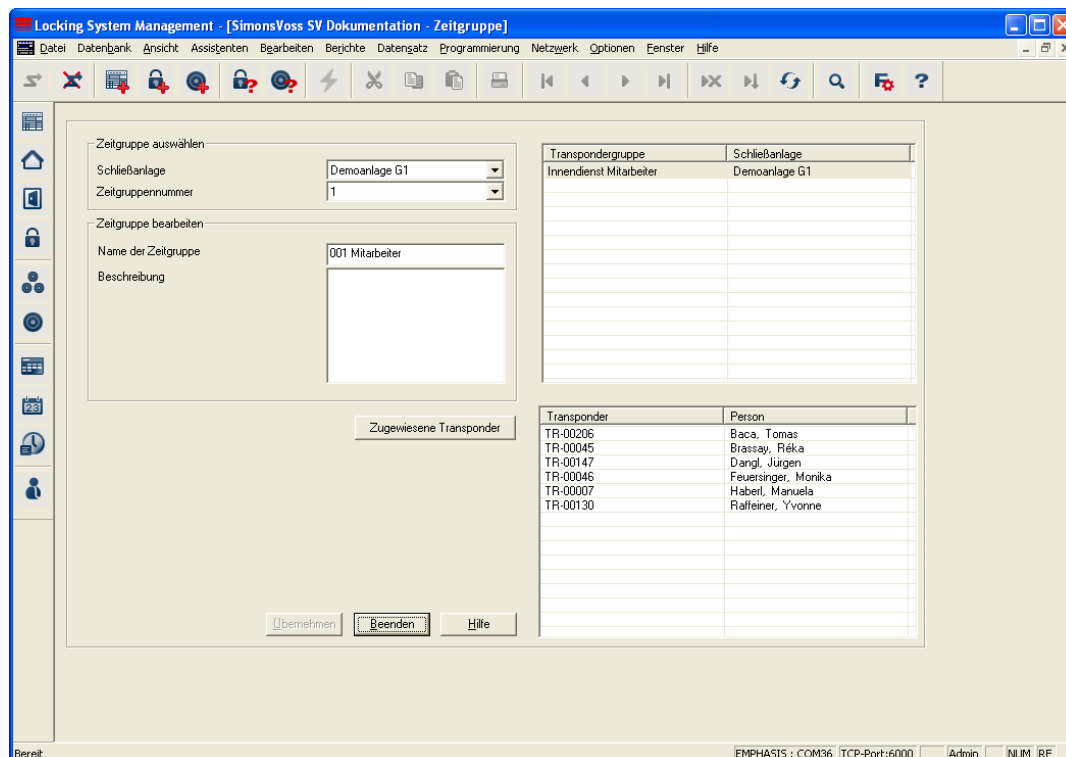 Locking System Management - [SimonsVoss SV Dokumentation - Zeitgruppe]
Datei Datenbank Ansicht Assistenten Bearbeiten Berichte Datensatz Programmierung Netzwerk Optionen Fenster Hilfe
Zeitgruppe auswählen
Schließanlage Demoanlage G1
Zeitgruppennummer 1
Zeitgruppe bearbeiten
Name der Zeitgruppe 001 Mitarbeiter
Beschreibung
Zugewiesene Transponder
Übernehmen Beenden Hilfe
Transpondergruppe Schließanlage
Innendienst Mitarbeiter Demoanlage G1
Transponder Person
TR-00206 Baca, Tomas
TR-00045 Brassay, Réka
TR-00147 Dangl, Jürgen
TR-00046 Feuersinger, Monika
TR-00007 Haberl, Manuela
TR-00130 Raffeiner, Yvonne
23
Bereit EMPHASIS : COM36 TCP-Port:6000 Admin NUM RF